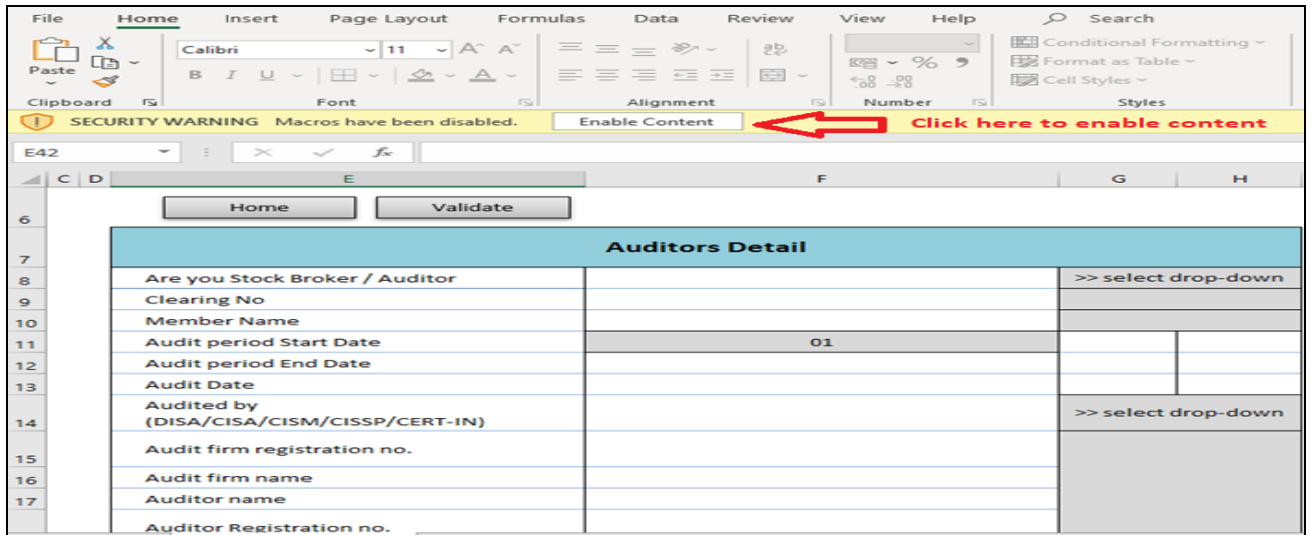 File Home Insert Page Layout Formulas Data Review View Help Search
Calibri 11 A A Conditional Formatting
Paste B I U A % Format as Table
Cell Styles
Clipboard Font Alignment Number Styles
SECURITY WARNING Macros have been disabled. Enable Content Click here to enable content
E42 fx
C D E F G H
Home Validate
6
7 Auditors Detail
8 Are you Stock Broker / Auditor >> select drop-down
9 Clearing No
10 Member Name
11 Audit period Start Date 01
12 Audit period End Date
13 Audit Date
Audited by
14 (DISA/CISA/CISM/CISSP/CERT-IN) >> select drop-down
15 Audit firm registration no.
16 Audit firm name
17 Auditor name
Auditor Registration no.